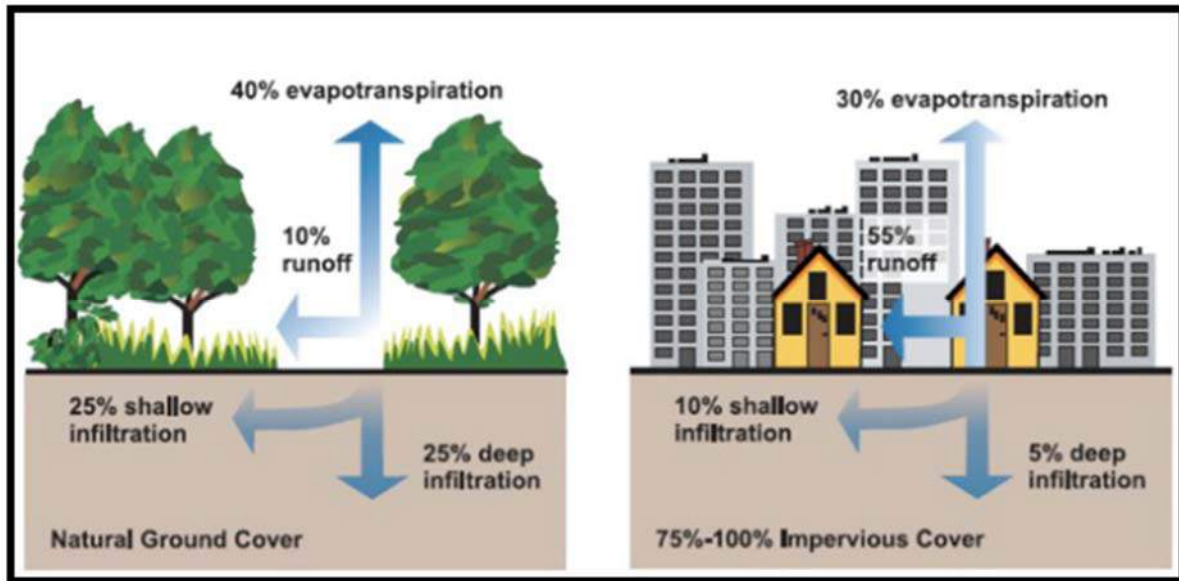 40% evapotranspiration
10%
runoff
25% shallow
infiltration
25% deep
infiltration
Natural Ground Cover
30% evapotranspiration
55%
runoff
10% shallow
infiltration
5% deep
infiltration
75%-100% Impervious Cover